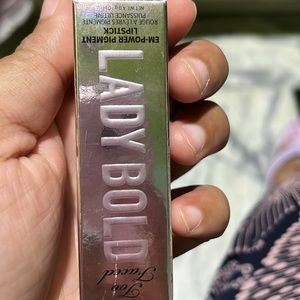 EM-POWER PIGMENT
LIPSTICK
ROUGE À LÈVRES PIGMENTÉ
PUISSANCE ULTIME
LADY BOLD
Too
Faced